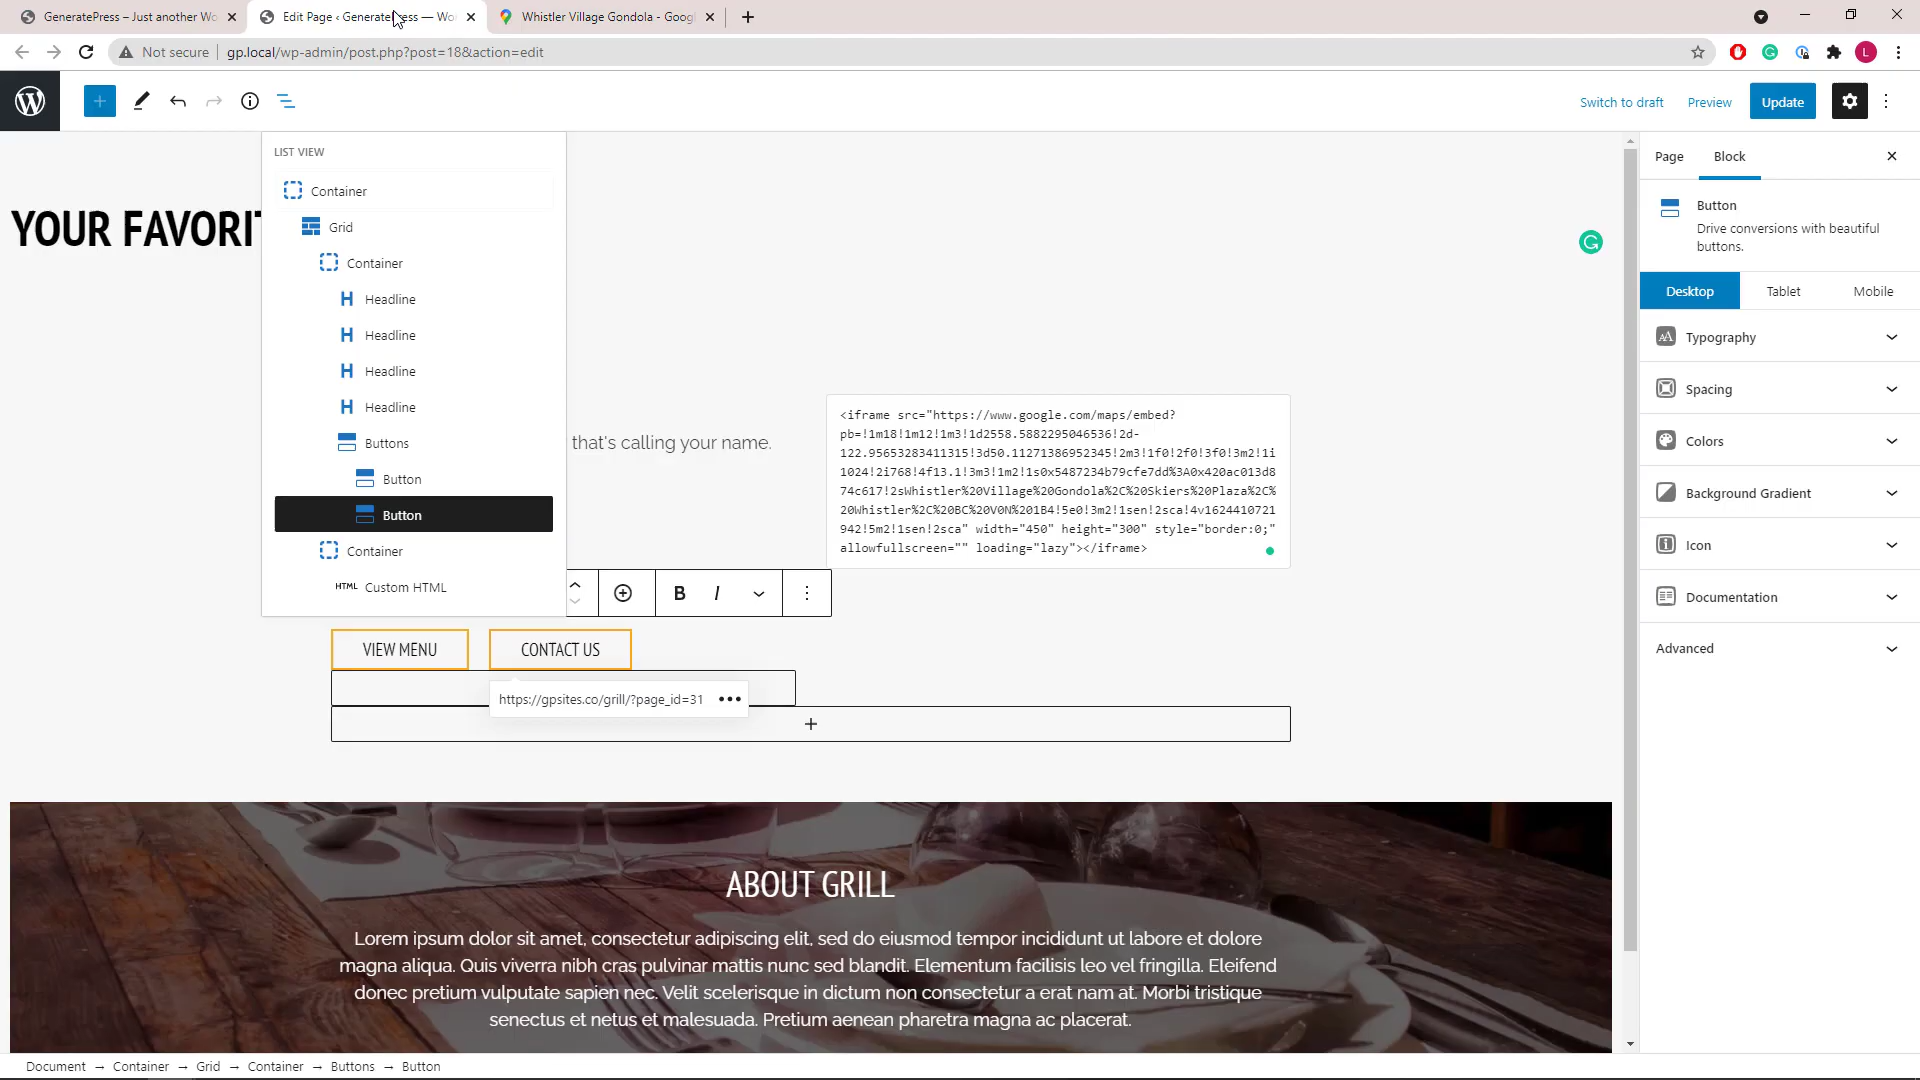 GeneratePress – Just another Wo
Edit Page ‹ GeneratePress — Wor
Whistler Village Gondola - Goog
Not secure
gp.local/wp-admin/post.php?post=18&action=edit
L
Switch to draft
Preview
Update
LIST VIEW
Container
Grid
Container
Headline
Headline
Headline
Headline
Buttons
Button
Button
Container
HTML Custom HTML
YOUR FAVORIT
that's calling your name.
<iframe src="https://www.google.com/maps/embed?
pb=!1m18!1m12!1m3!1d2558.5882295046536!2d-
122.95653283411315!3d50.11271386952345!2m3!1f0!2f0!3f0!3m2!1i
1024!2i768!4f13.1!3m3!1m2!1s0x5487234b79cfe7dd%3A0x420ac013d8
74c617!2sWhistler%20Village%20Gondola%2C%20Skiers%20Plaza%2C%
20Whistler%2C%20BC%20V0N%201B4!5e0!3m2!1sen!2sca!4v1624410721
942!5m2!1sen!2sca" width="450" height="300" style="border:0;"
allowfullscreen="" loading="lazy"></iframe>
B I
VIEW MENU
CONTACT US
https://gpsites.co/grill/?page_id=31
ABOUT GRILL
Lorem ipsum dolor sit amet, consectetur adipiscing elit, sed do eiusmod tempor incididunt ut labore et dolore
magna aliqua. Quis viverra nibh cras pulvinar mattis nunc sed blandit. Elementum facilisis leo vel fringilla. Eleifend
donec pretium vulputate sapien nec. Velit scelerisque in dictum non consectetur a erat nam at. Morbi tristique
senectus et netus et malesuada. Pretium aenean pharetra magna ac placerat.
Page
Block
Button
Drive conversions with beautiful
buttons.
Desktop
Tablet
Mobile
Typography
Spacing
Colors
Background Gradient
Icon
Documentation
Advanced
Document → Container → Grid → Container → Buttons → Button